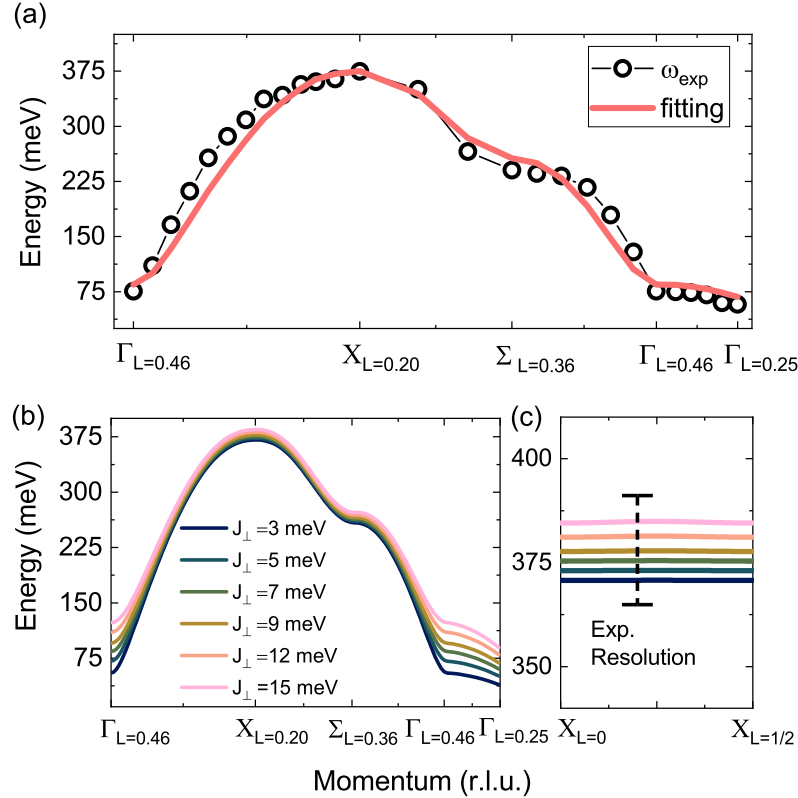 (a)
Energy (meV)
375
300
225
150
75
ω_exp
fitting
Γ_L=0.46
X_L=0.20
Σ_L=0.36
Γ_L=0.46
Γ_L=0.25
(b)
Energy (meV)
375
300
225
150
75
J_⊥=3 meV
J_⊥=5 meV
J_⊥=7 meV
J_⊥=9 meV
J_⊥=12 meV
J_⊥=15 meV
Γ_L=0.46
X_L=0.20
Σ_L=0.36
Γ_L=0.46
Γ_L=0.25
(c)
400
375
350
Exp.
Resolution
X_L=0
X_L=1/2
Momentum (r.l.u.)